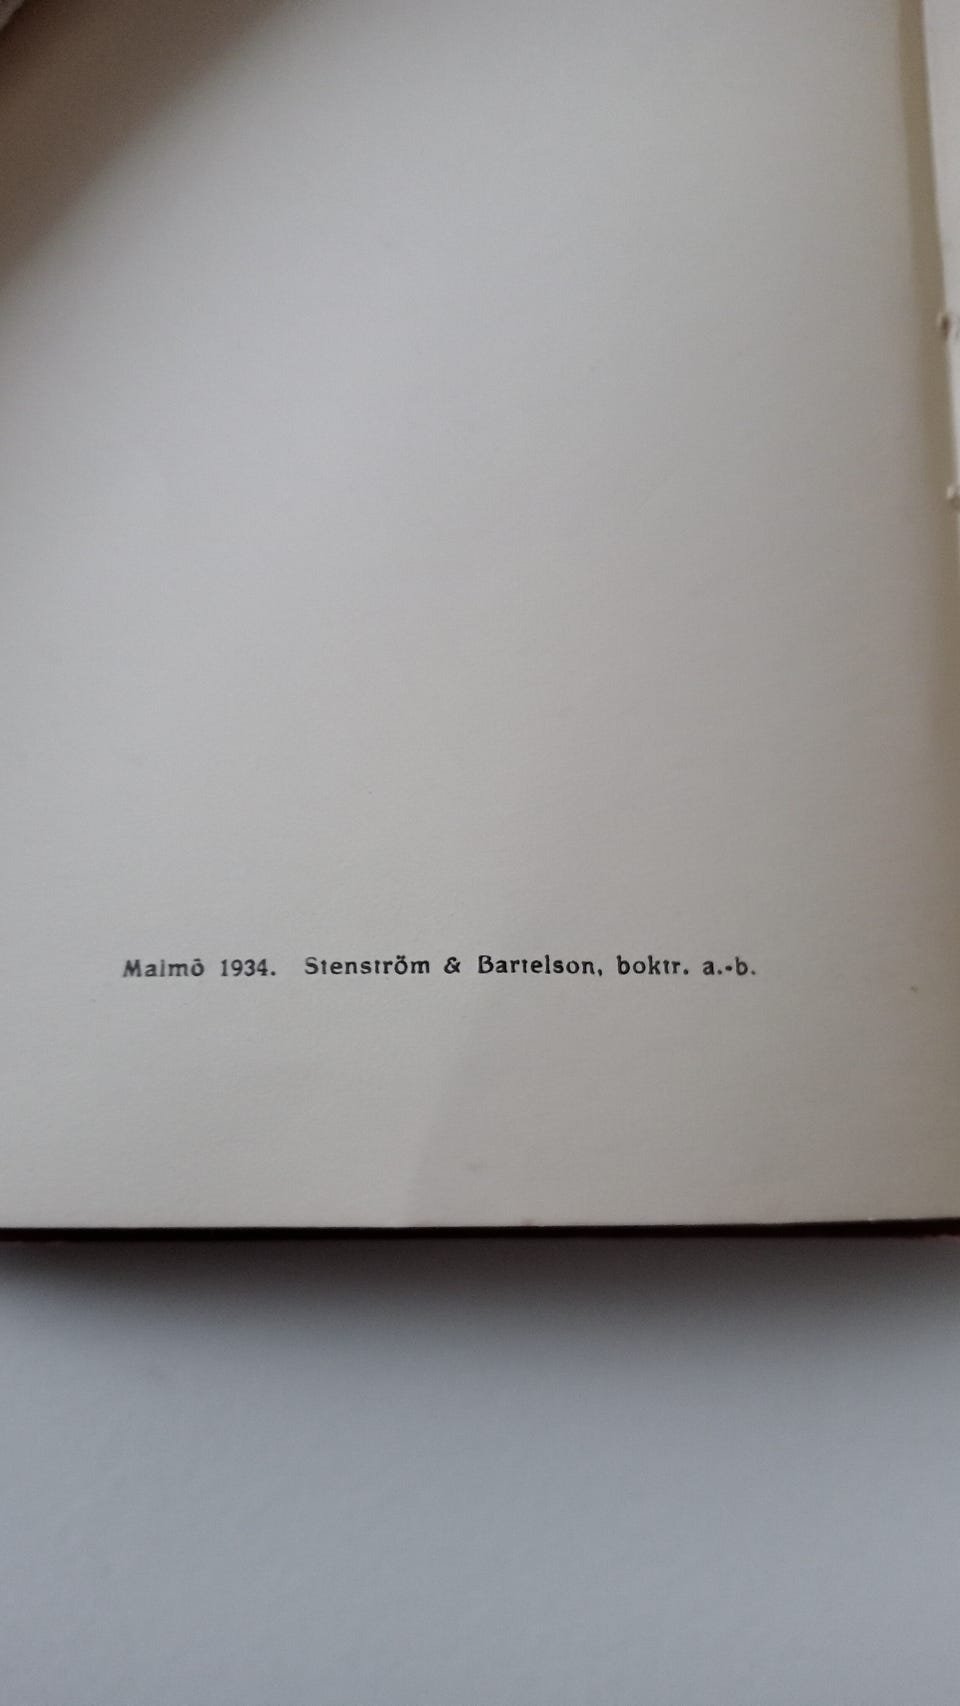 Malmö 1934. Stenström & Bartelson, boktr. a.-b.